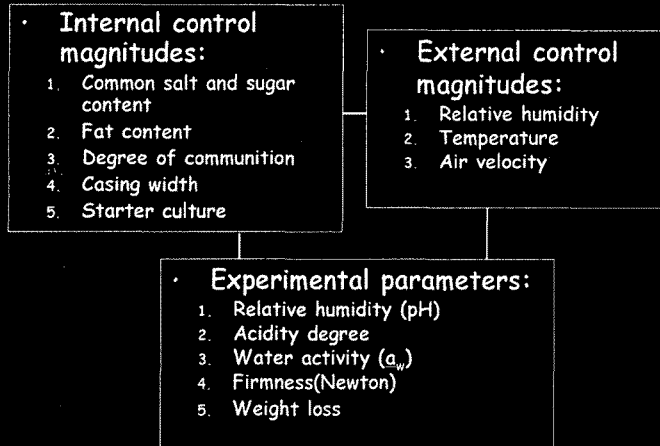 · Internal control
magnitudes:
1. Common salt and sugar
content
2. Fat content
3. Degree of communition
4. Casing width
5. Starter culture
· External control
magnitudes:
1. Relative humidity
2. Temperature
3. Air velocity
· Experimental parameters:
1. Relative humidity (pH)
2. Acidity degree
3. Water activity (a_w)
4. Firmness(Newton)
5. Weight loss